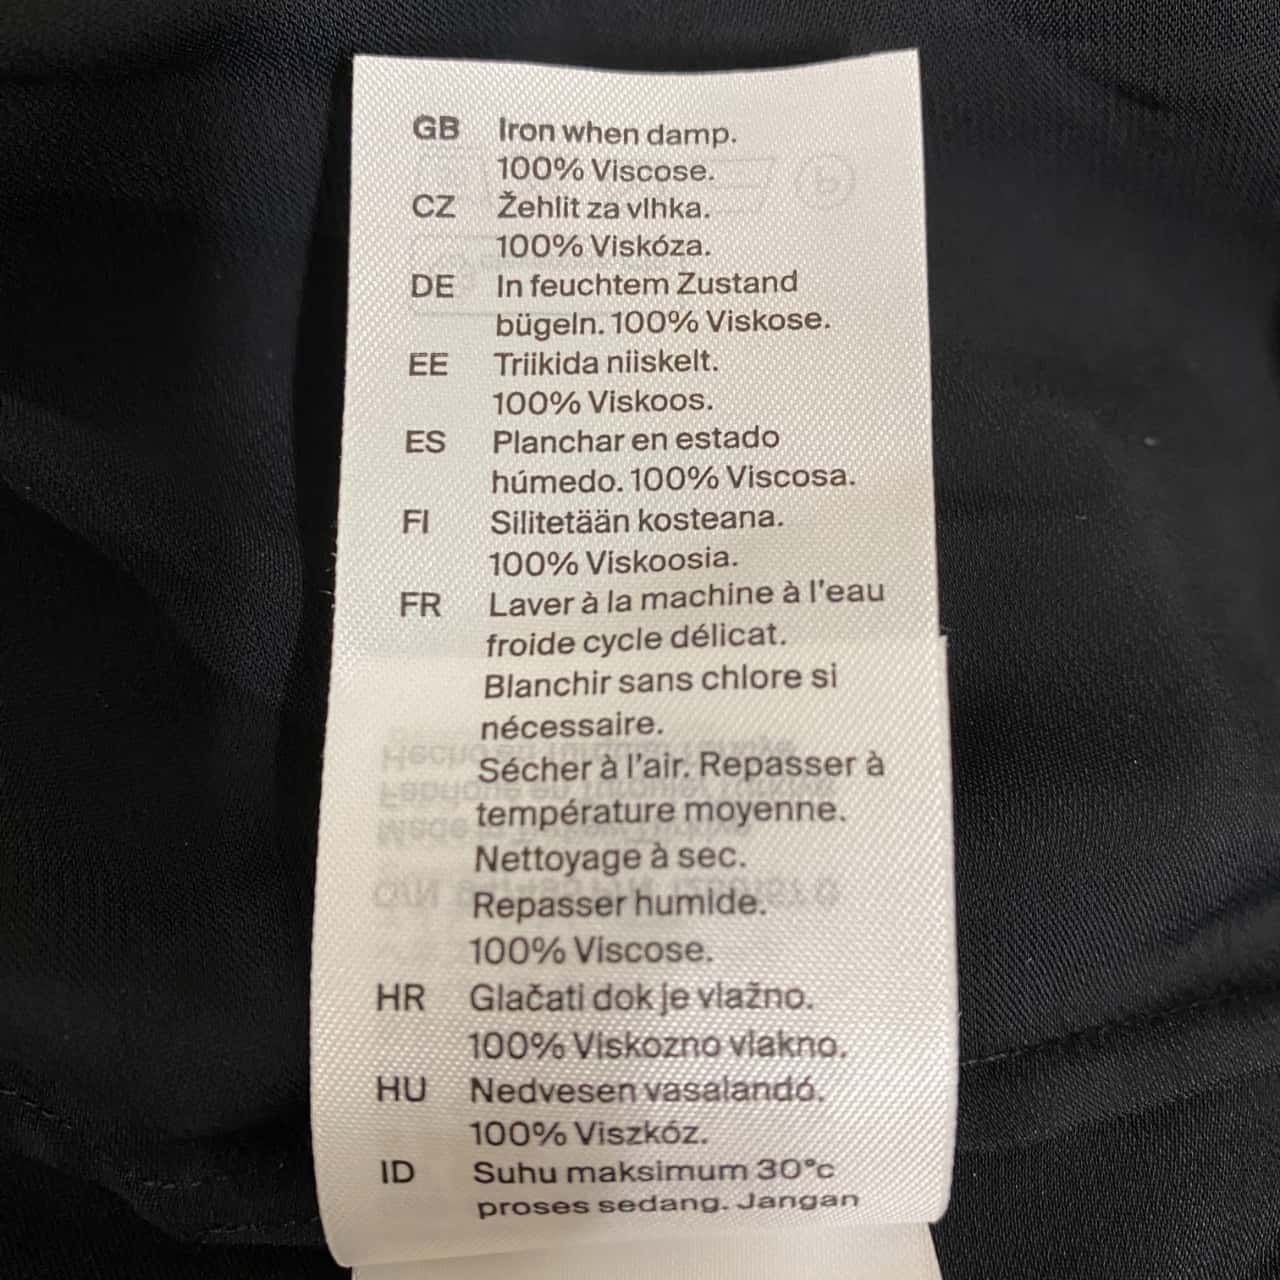 GB Iron when damp.
100% Viscose.
CZ Žehlit za vlhka.
100% Viskóza.
DE In feuchtem Zustand
bügeln. 100% Viskose.
EE Triikida niiskelt.
100% Viskoos.
ES Planchar en estado
húmedo. 100% Viscosa.
FI Silitetään kosteana.
100% Viskoosia.
FR Laver à la machine à l'eau
froide cycle délicat.
Blanchir sans chlore si
nécessaire.
Sécher à l'air. Repasser à
température moyenne.
Nettoyage à sec.
Repasser humide.
100% Viscose.
HR Glačati dok je vlažno.
100% Viskozno vlakno.
HU Nedvesen vasalandó.
100% Viszkóz.
ID Suhu maksimum 30°c
proses sedang. Jangan